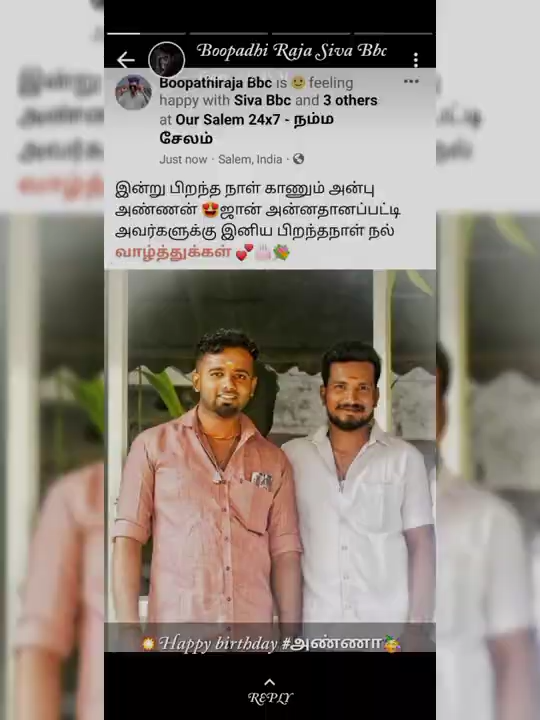 Boopadhi Raja Siva Bbc
Boopathiraja Bbc is 😀 feeling
happy with Siva Bbc and 3 others
at Our Salem 24x7 - நம்ம
சேலம்
Just now · Salem, India ·
இன்று பிறந்த நாள் காணும் அன்பு
அண்ணன் 🤩ஜான் அன்னதானப்பட்டி
அவர்களுக்கு இனிய பிறந்தநாள் நல்
வாழ்த்துக்கள் 💕🎂💐
💥Happy birthday #அண்ணா🥳
REPLY